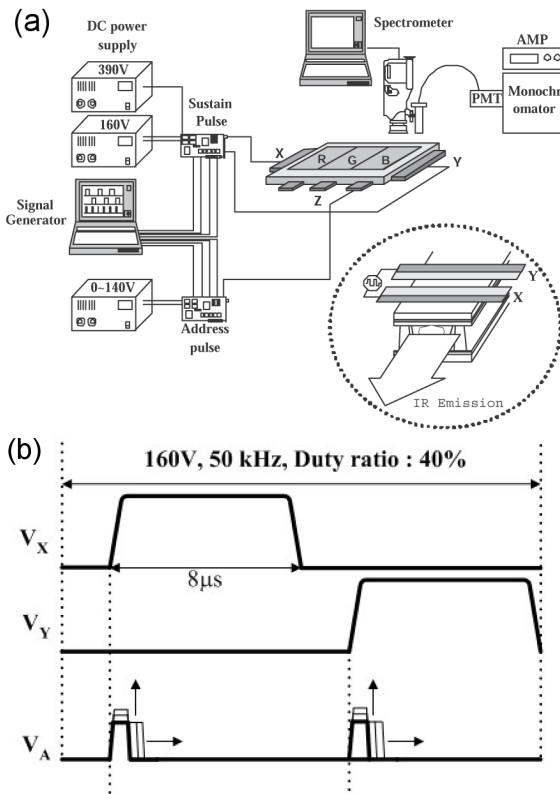 (a)
DC power
supply
390V
160V
Sustain
Pulse
Signal
Generator
0~140V
Address
pulse
Spectrometer
AMP
Monochr
omator
PMT
X
R
G
B
Y
Z
Y
X
IR Emission
(b)
160V, 50 kHz, Duty ratio : 40%
V_X
8μs
V_Y
V_A